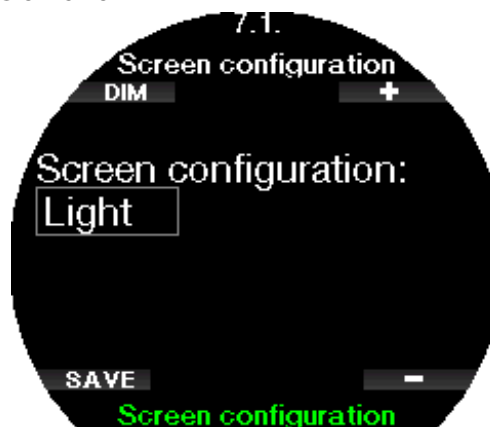 7.1.
Screen configuration
DIM +
Screen configuration:
Light
SAVE -
Screen configuration